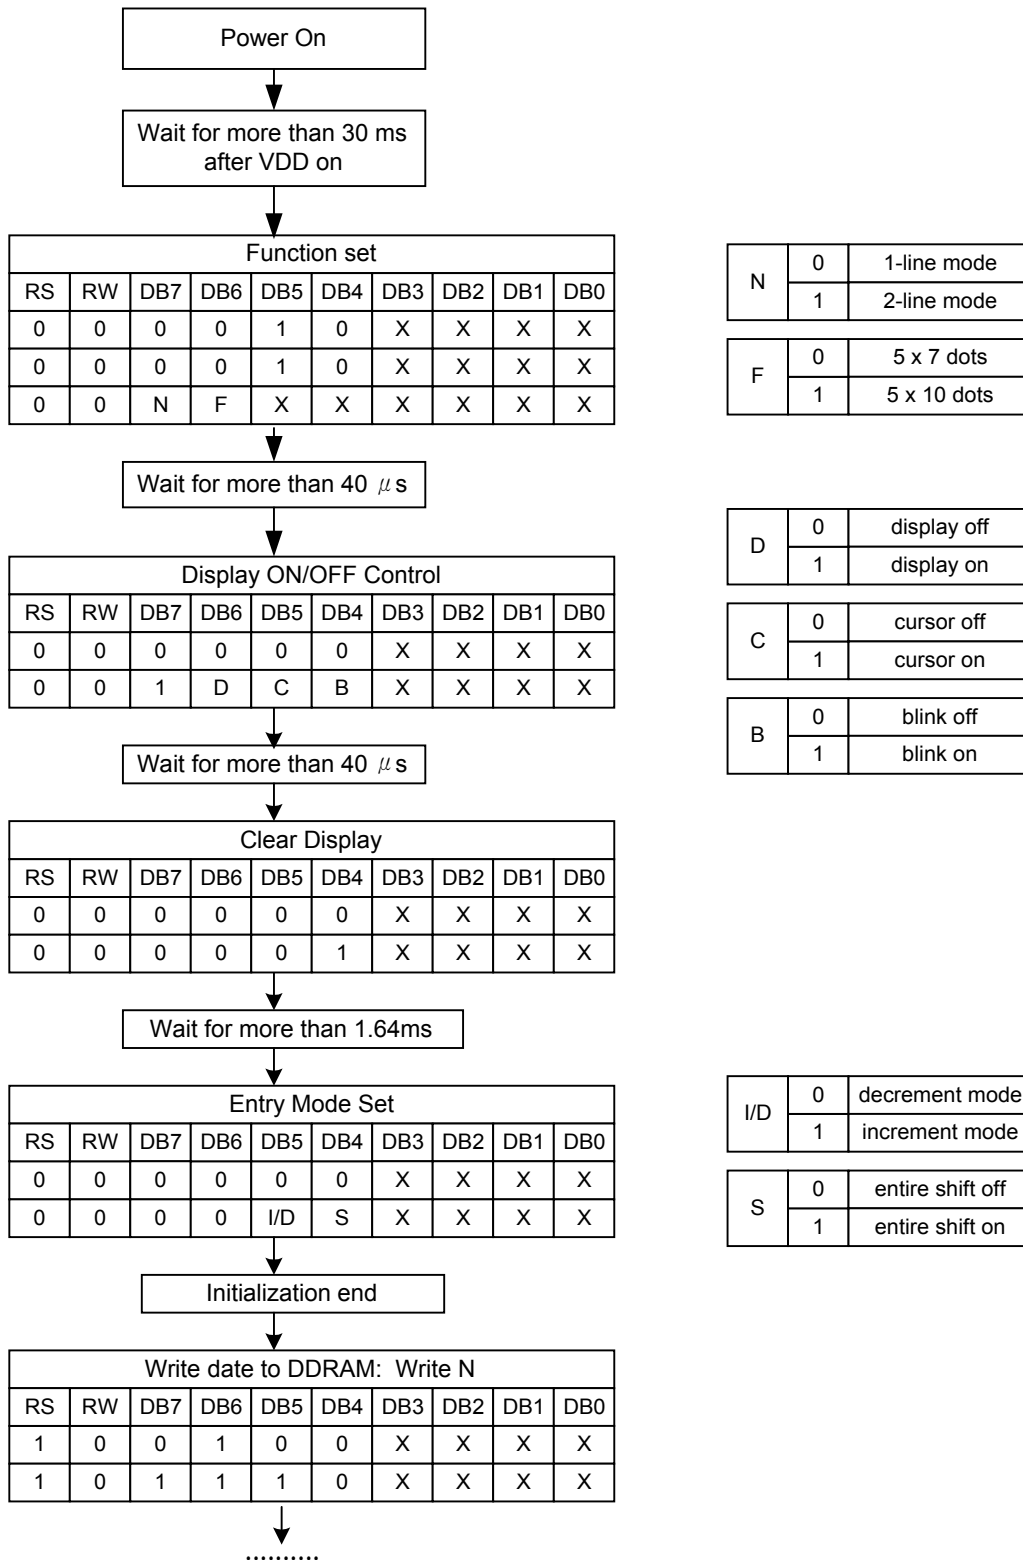 Power On
Wait for more than 30 ms
after VDD on
Function set
RS RW DB7 DB6 DB5 DB4 DB3 DB2 DB1 DB0
0 0 0 0 1 0 X X X X
0 0 0 0 1 0 X X X X
0 0 N F X X X X X X
N 0 1-line mode
1 2-line mode
F 0 5 x 7 dots
1 5 x 10 dots
Wait for more than 40 μs
Display ON/OFF Control
RS RW DB7 DB6 DB5 DB4 DB3 DB2 DB1 DB0
0 0 0 0 0 0 X X X X
0 0 1 D C B X X X X
D 0 display off
1 display on
C 0 cursor off
1 cursor on
B 0 blink off
1 blink on
Wait for more than 40 μs
Clear Display
RS RW DB7 DB6 DB5 DB4 DB3 DB2 DB1 DB0
0 0 0 0 0 0 X X X X
0 0 0 0 0 1 X X X X
Wait for more than 1.64ms
Entry Mode Set
RS RW DB7 DB6 DB5 DB4 DB3 DB2 DB1 DB0
0 0 0 0 0 0 X X X X
0 0 0 0 I/D S X X X X
I/D 0 decrement mode
1 increment mode
S 0 entire shift off
1 entire shift on
Initialization end
Write date to DDRAM: Write N
RS RW DB7 DB6 DB5 DB4 DB3 DB2 DB1 DB0
1 0 0 1 0 0 X X X X
1 0 1 1 1 0 X X X X
..........